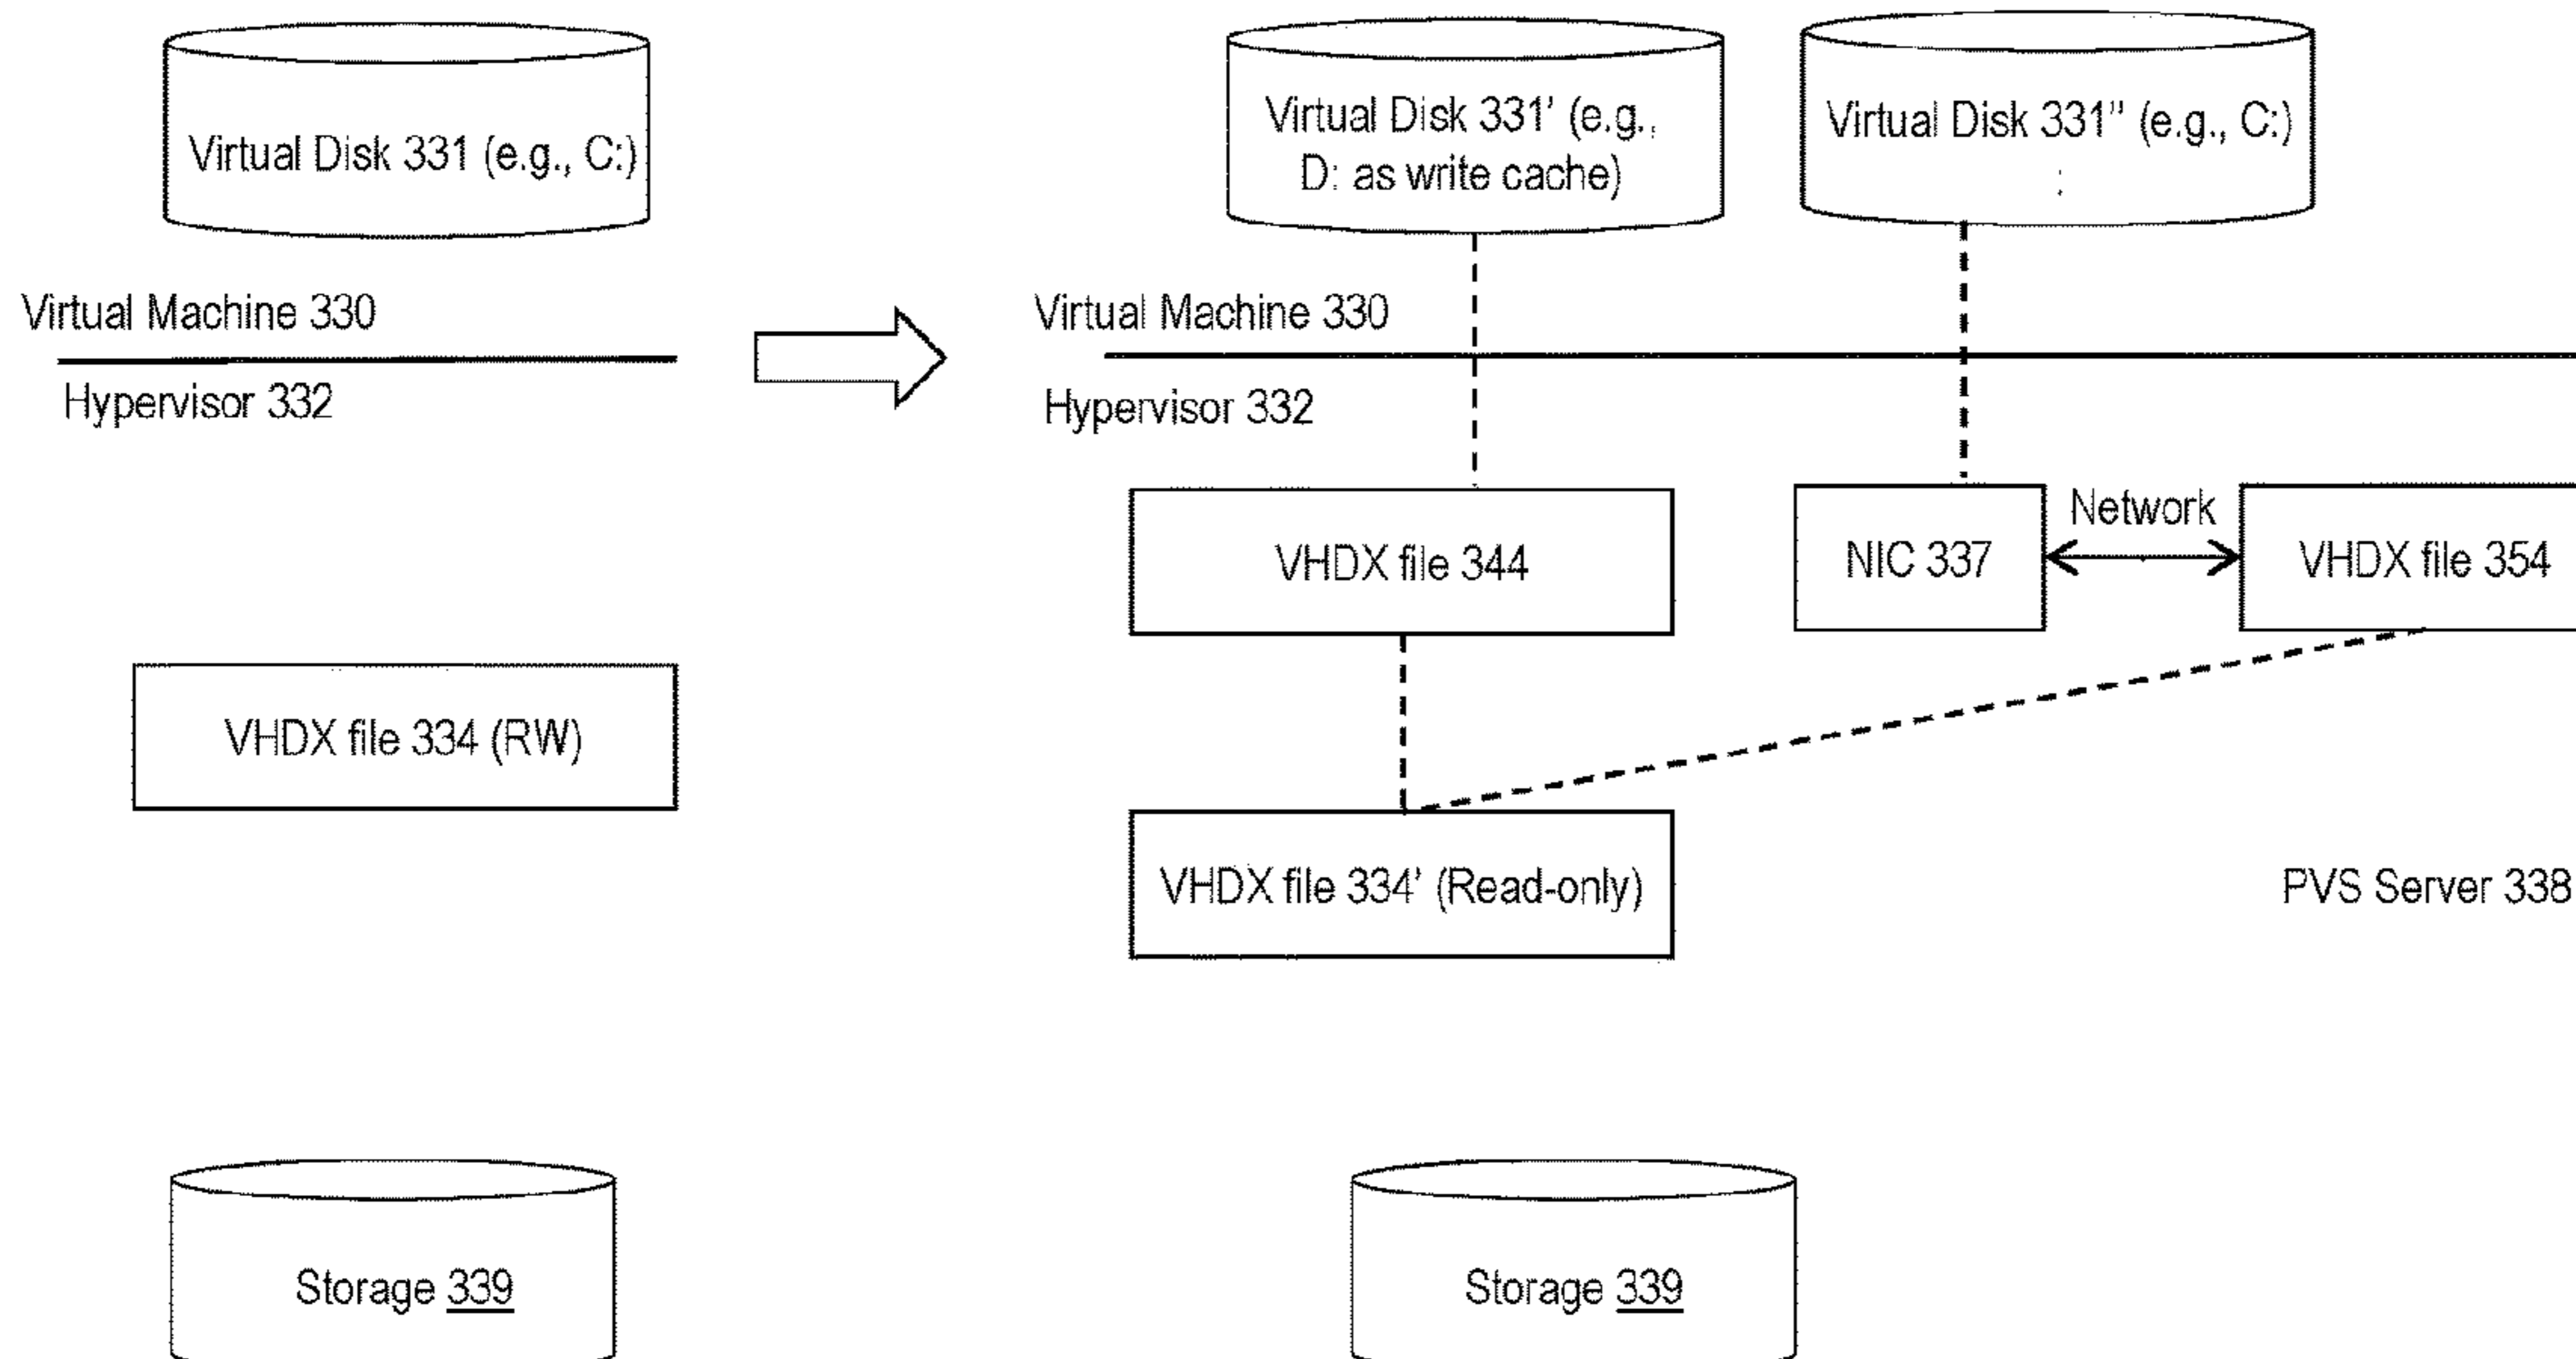 Virtual Disk 331 (e.g., C:)
Virtual Machine 330
Hypervisor 332
VHDX file 334 (RW)
Storage 339
Virtual Disk 331' (e.g.,
D: as write cache)
Virtual Disk 331" (e.g., C:)
:
Virtual Machine 330
Hypervisor 332
VHDX file 344
NIC 337
Network
VHDX file 354
VHDX file 334' (Read-only)
PVS Server 338
Storage 339